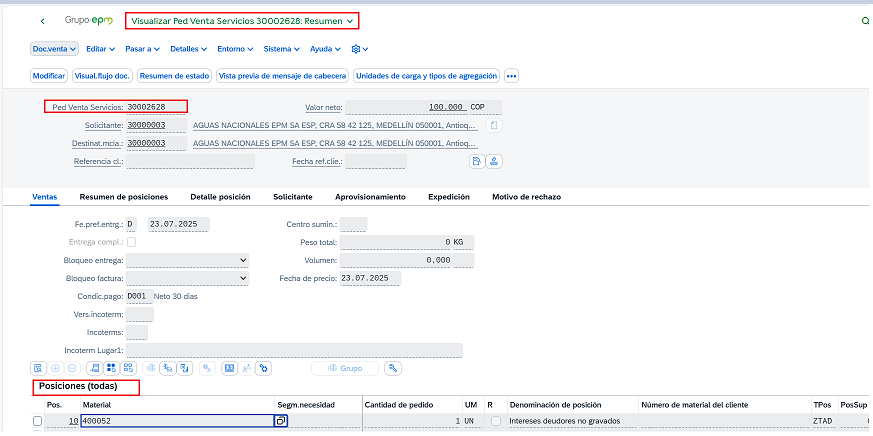 Grupo·epm Visualizar Ped Venta Servicios 30002628: Resumen
Doc.venta Editar Pasar a Detalles Entorno Sistema Ayuda
Modificar Visual.flujo doc. Resumen de estado Vista previa de mensaje de cabecera Unidades de carga y tipos de agregación
Ped Venta Servicios: 30002628 Valor neto: 100.000 COP
Solicitante: 30000003 AGUAS NACIONALES EPM SA ESP, CRA 58 42 125, MEDELLÍN 050001, Antioq...
Destinat.mcía.: 30000003 AGUAS NACIONALES EPM SA ESP, CRA 58 42 125, MEDELLÍN 050001, Antioq...
Referencia cl.: Fecha ref.clie.:
Ventas Resumen de posiciones Detalle posición Solicitante Aprovisionamiento Expedición Motivo de rechazo
Fe.pref.entrg.: D 23.07.2025 Centro sumin.:
Entrega compl.: Peso total: 0 KG
Bloqueo entrega: Volumen: 0,000
Bloqueo factura: Fecha de precio: 23.07.2025
Condic.pago: D001 Neto 30 días
Vers.incoterm:
Incoterms:
Incoterm Lugar1:
Grupo
Posiciones (todas)
Pos. Material Segm.necesidad Cantidad de pedido UM R Denominación de posición Número de material del cliente TPos PosSup
10 400052 1 UN Intereses deudores no gravados ZTAD